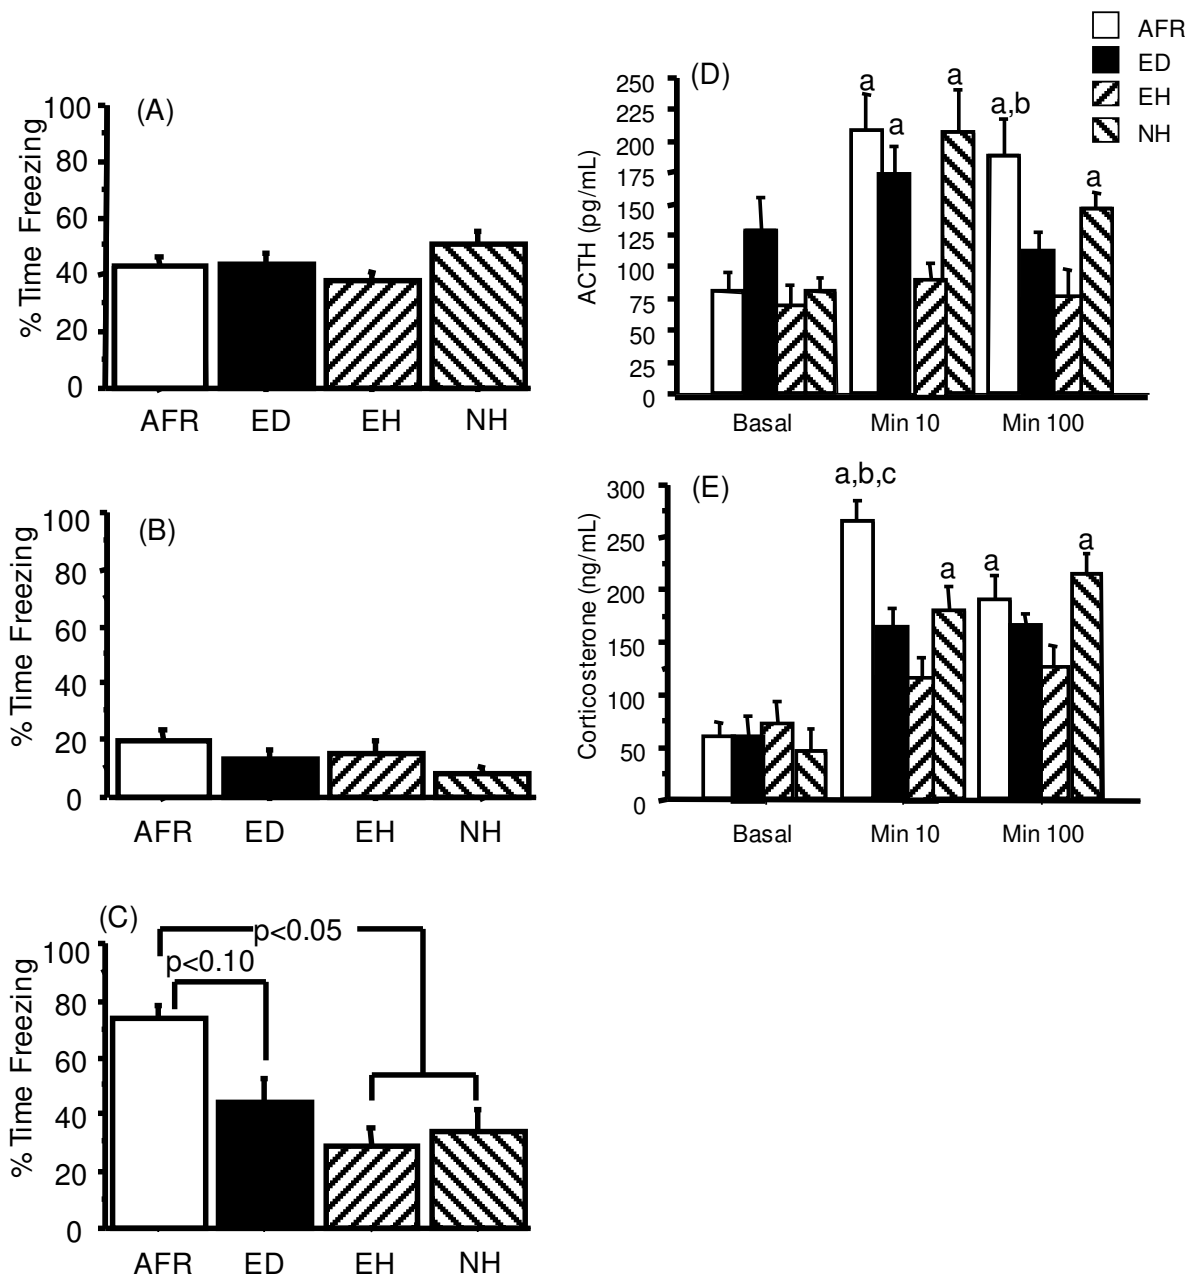 (A)
% Time Freezing
100
80
60
40
20
0
AFR ED EH NH
(B)
% Time Freezing
100
80
60
40
20
0
AFR ED EH NH
(C)
% Time Freezing
100
80
60
40
20
0
p<0.05
p<0.10
AFR ED EH NH
AFR
ED
EH
NH
(D)
ACTH (pg/mL)
250
225
200
175
150
125
100
75
50
25
0
a
a
a
a,b
a
Basal Min 10 Min 100
(E)
Corticosterone (ng/mL)
300
250
200
150
100
50
0
a,b,c
a
a
a
Basal Min 10 Min 100